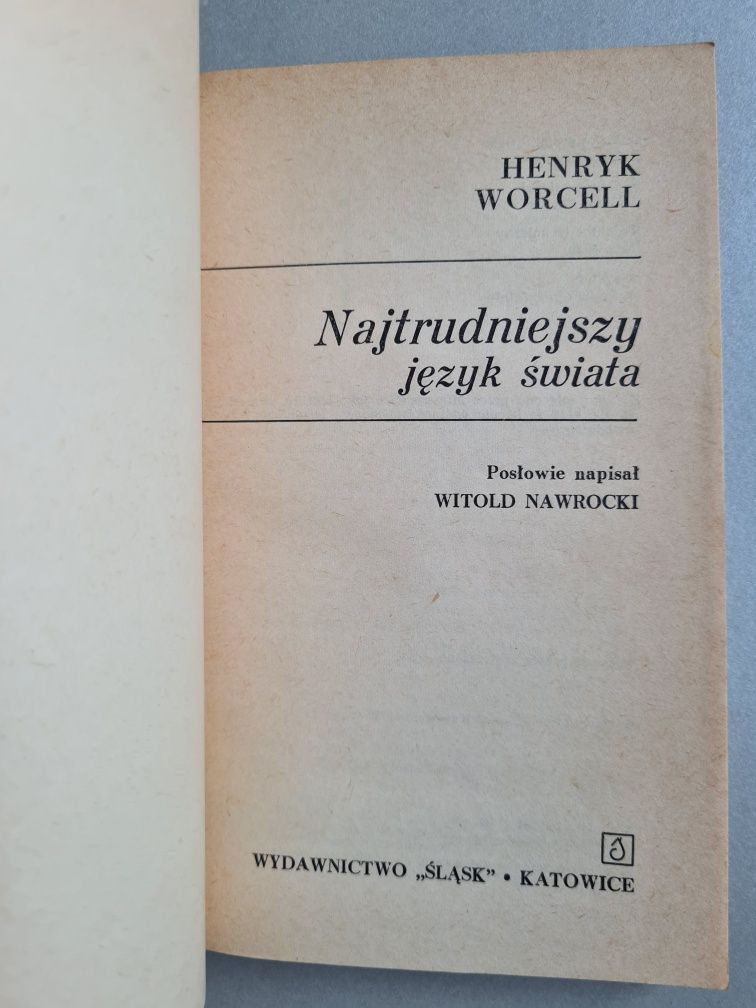 HENRYK
WORCELL
Najtrudniejszy
język świata
Posłowie napisał
WITOLD NAWROCKI
WYDAWNICTWO „ŚLĄSK” • KATOWICE